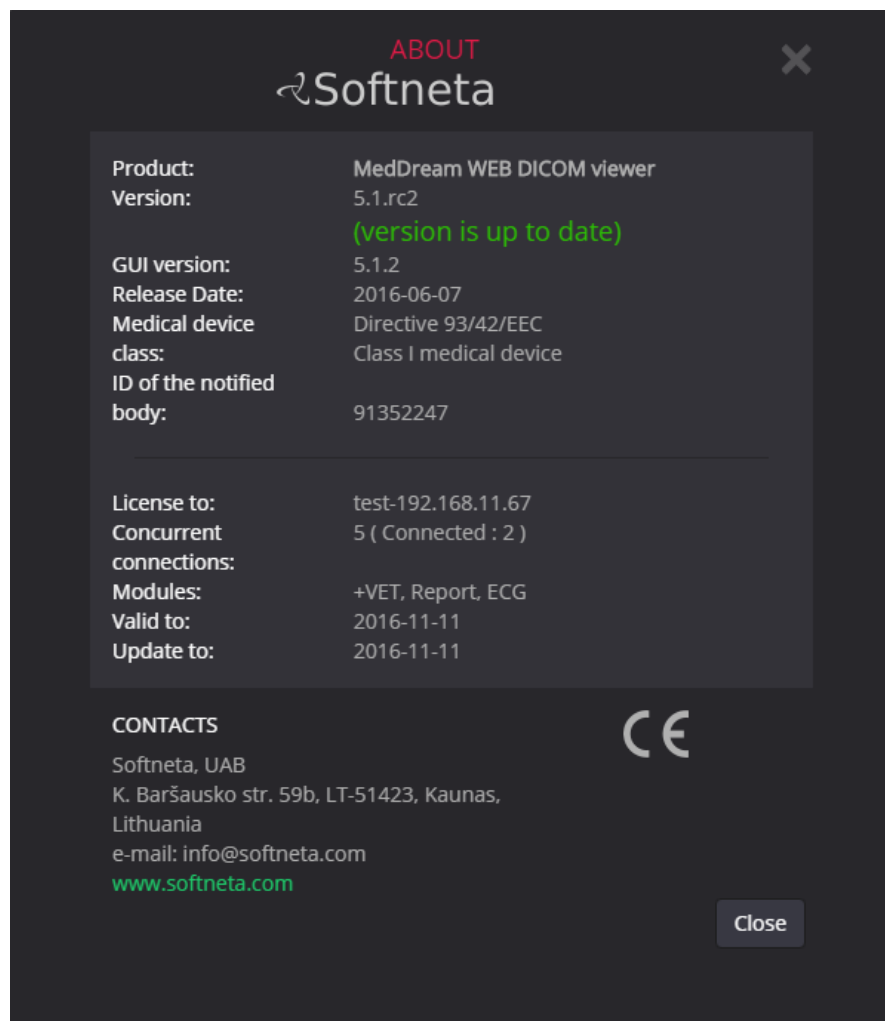 ABOUT
Softneta
Product: MedDream WEB DICOM viewer
Version: 5.1.rc2
(version is up to date)
GUI version: 5.1.2
Release Date: 2016-06-07
Medical device Directive 93/42/EEC
class: Class I medical device
ID of the notified
body: 91352247
License to: test-192.168.11.67
Concurrent 5 ( Connected : 2 )
connections:
Modules: +VET, Report, ECG
Valid to: 2016-11-11
Update to: 2016-11-11
CONTACTS
CE
Softneta, UAB
K. Baršausko str. 59b, LT-51423, Kaunas,
Lithuania
e-mail: info@softneta.com
www.softneta.com
Close